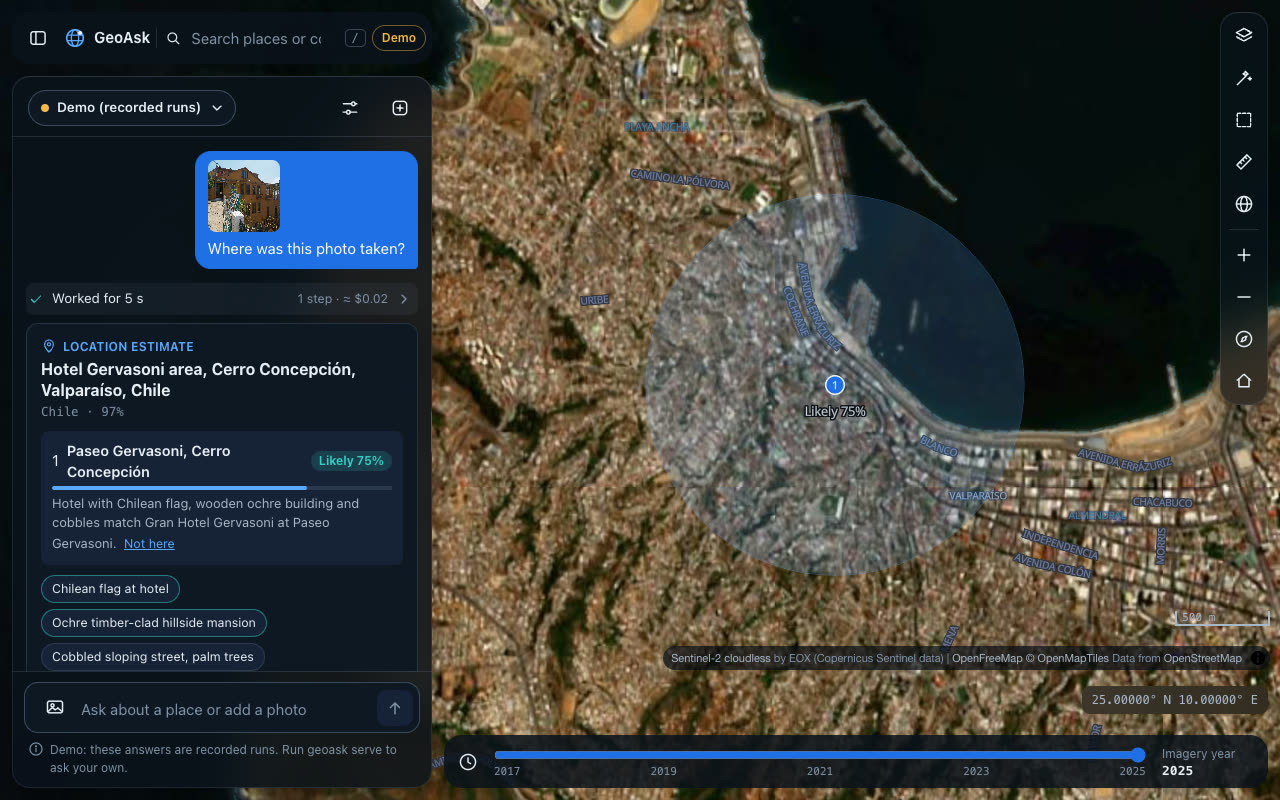 GeoAsk
Search places or co
/
Demo
Demo (recorded runs)
Where was this photo taken?
Worked for 5 s
1 step · ≈ $0.02
LOCATION ESTIMATE
Hotel Gervasoni area, Cerro Concepción,
Valparaíso, Chile
Chile · 97%
1
Paseo Gervasoni, Cerro
Concepción
Likely 75%
Hotel with Chilean flag, wooden ochre building and
cobbles match Gran Hotel Gervasoni at Paseo
Gervasoni. Not here
Chilean flag at hotel
Ochre timber-clad hillside mansion
Cobbled sloping street, palm trees
Ask about a place or add a photo
Demo: these answers are recorded runs. Run geoask serve to
ask your own.
PLAYA ANCHA
CAMINO LA PÓLVORA
URIBE
AVENIDA ERRÁZURIZ
COCHRANE
1
Likely 75%
BLANCO
AVENIDA ERRÁZURIZ
VALPARAÍSO
CHACABUCO
ALMENDRAL
INDEPENDENCIA
MORRIS
AVENIDA COLÓN
500 m
Sentinel-2 cloudless by EOX (Copernicus Sentinel data) | OpenFreeMap © OpenMapTiles Data from OpenStreetMap
25.00000° N 10.00000° E
2017
2019
2021
2023
2025
Imagery year
2025